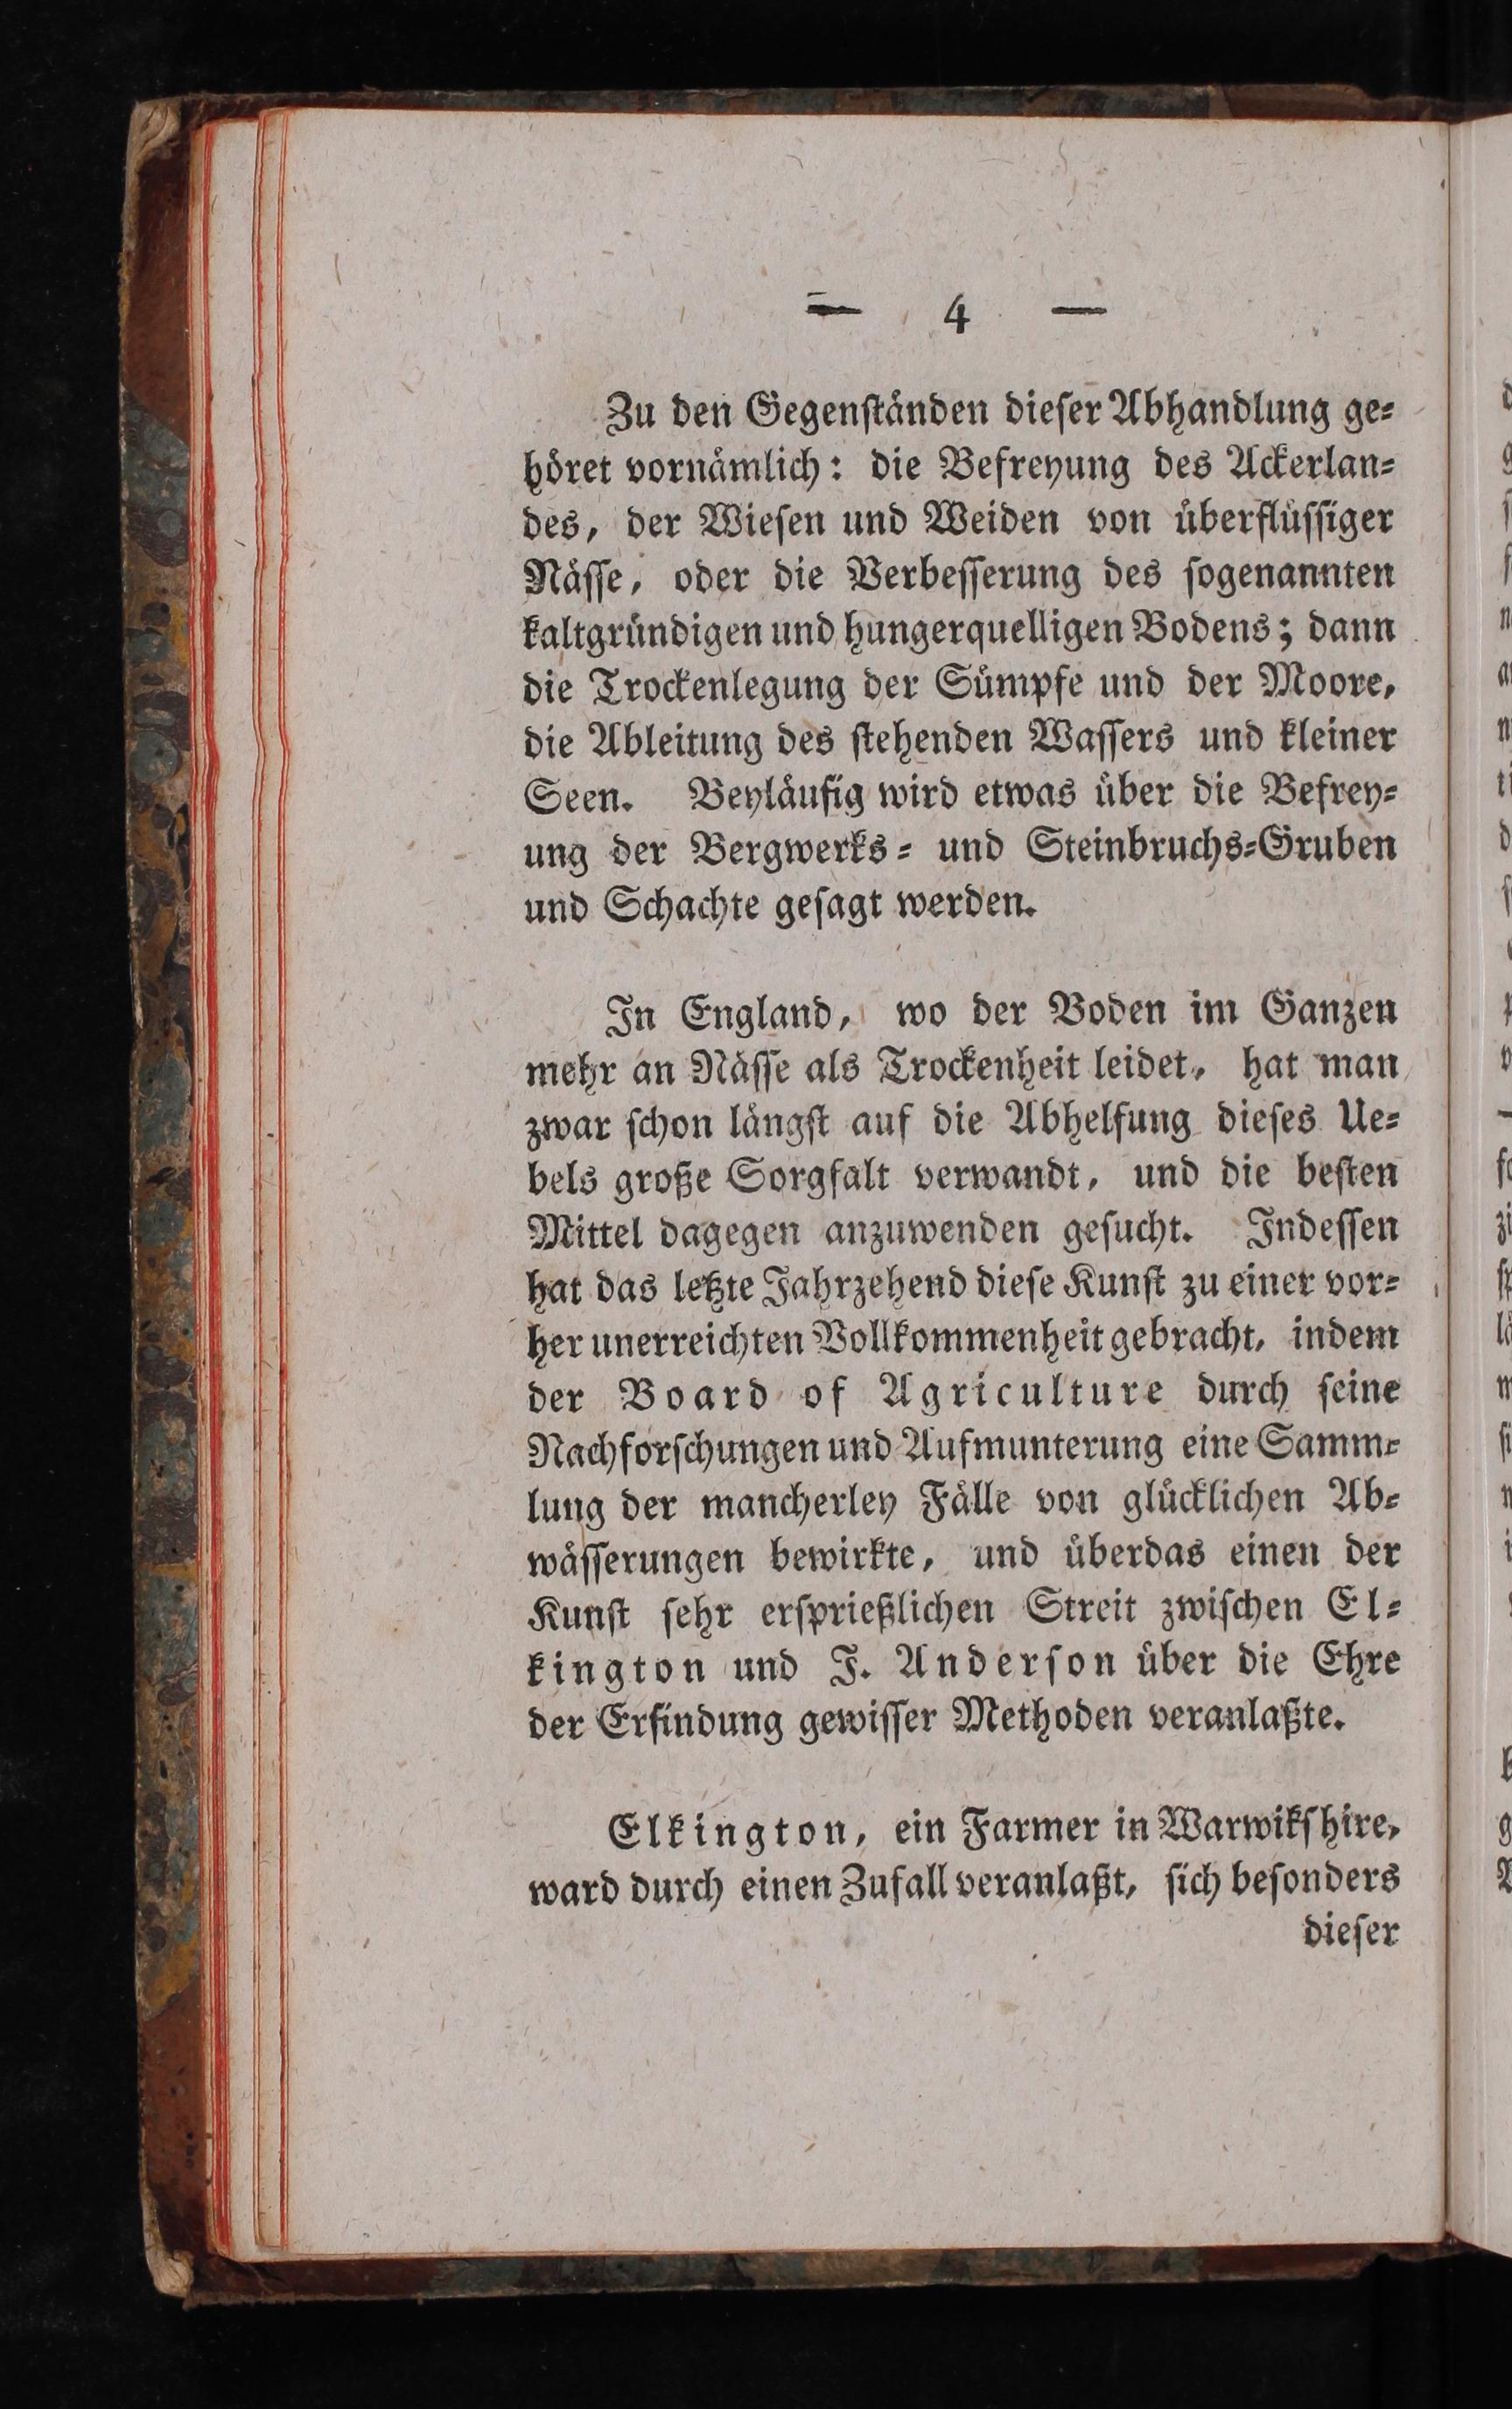 — 4 —
Zu den Gegenſtänden dieſer Abhandlung ge⸗
höret vornämlich: die Befreyung des Ackerlan⸗
des, der Wieſen und Weiden von überflüſſiger
Näſſe, oder die Verbeſſerung des ſogenannten
kaltgründigen und hungerquelligen Bodens; dann
die Trockenlegung der Sümpfe und der Moore,
die Ableitung des ſtehenden Waſſers und kleiner
Seen. Beyläufig wird etwas über die Befrey⸗
ung der Bergwerks⸗ und Steinbruchs⸗Gruben
und Schachte geſagt werden.
In England, wo der Boden im Ganzen
mehr an Näſſe als Trockenheit leidet, hat man
zwar ſchon längſt auf die Abhelfung dieſes Ue⸗
bels große Sorgfalt verwandt, und die beſten
Mittel dagegen anzuwenden geſucht. Indeſſen
hat das letzte Jahrzehend dieſe Kunſt zu einer vor⸗
her unerreichten Vollkommenheit gebracht, indem
der Board of Agriculture durch ſeine
Nachforſchungen und Aufmunterung eine Samm⸗
lung der mancherley Fälle von glücklichen Ab⸗
wäſſerungen bewirkte, und überdas einen der
Kunſt ſehr erſprießlichen Streit zwiſchen El⸗
kington und J. Anderſon über die Ehre
der Erfindung gewiſſer Methoden veranlaßte.
Elkington, ein Farmer in Warwikſhire,
ward durch einen Zufall veranlaßt, ſich beſonders
dieſer